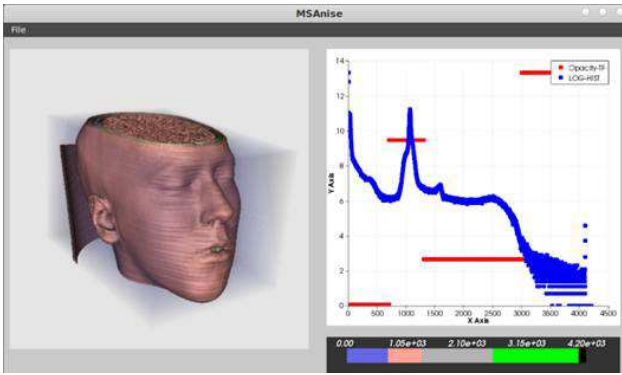 MSAnise
File
14
12
10
8
6
4
2
0
Y Axis
0 500 1000 1500 2000 2500 3000 3500 4000 4500
X Axis
Opacity-TF
LOG-HIST
0.00 1.05e+03 2.10e+03 3.15e+03 4.20e+03